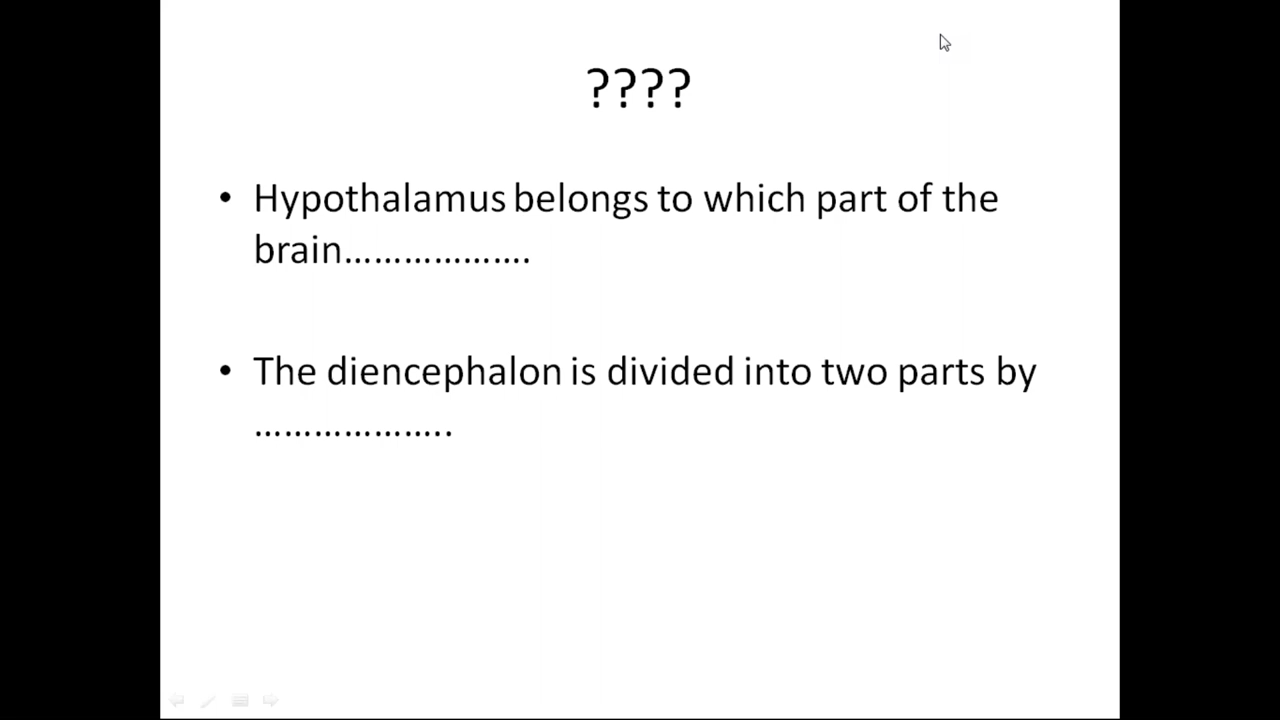 ????
• Hypothalamus belongs to which part of the
brain……………….
• The diencephalon is divided into two parts by
………………..